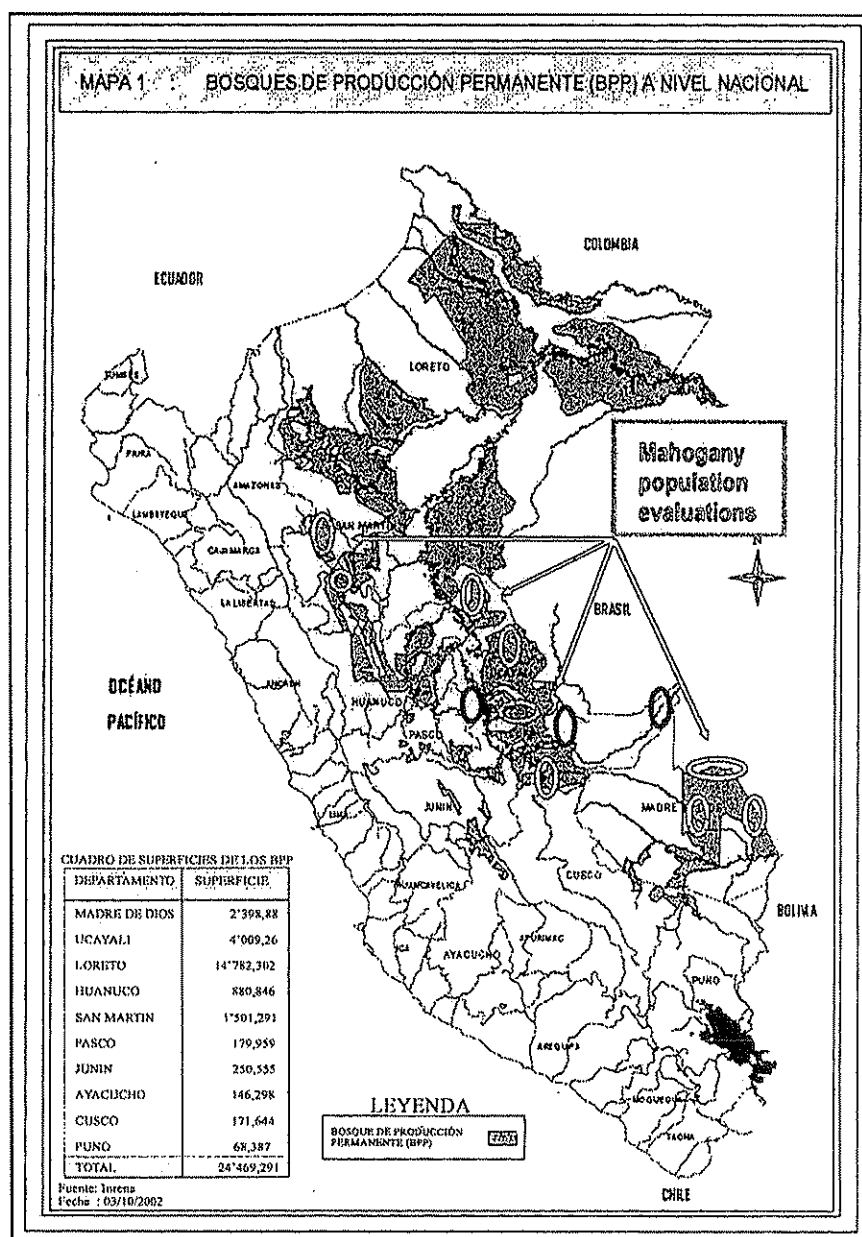 MAPA 1 : BOSQUES DE PRODUCCIÓN PERMANENTE (BPP) A NIVEL NACIONAL
COLOMBIA
ECUADOR
LORETO
TUMBES
PIURA
AMAZONAS
LAMBAYEQUE
SAN MARTIN
CAJAMARCA
LA LIBERTAD
Mahogany
population
evaluations
N
BRASIL
OCÉANO
PACÍFICO
ANCASH
HUANUCO
PASCO
JUNIN
MADRE
LIMA
CUSCO
HUANCAVELICA
BOLIVIA
ICA
AYACUCHO
APURIMAC
PUNO
AREQUIPA
MOQUEGUA
TACNA
CHILE
CUADRO DE SUPERFICIES DE LOS BPP
DEPARTAMENTO SUPERFICIE
MADRE DE DIOS 2'398,88
UCAYALI 4'009,26
LORETO 14'782,302
HUANUCO 880,846
SAN MARTIN 1'501,291
PASCO 179,959
JUNIN 250,555
AYACUCHO 146,298
CUSCO 171,644
PUNO 68,387
TOTAL 24'469,291
Fuente: Inrena
Fecha : 03/10/2002
LEYENDA
BOSQUE DE PRODUCCIÓN
PERMANENTE (BPP)